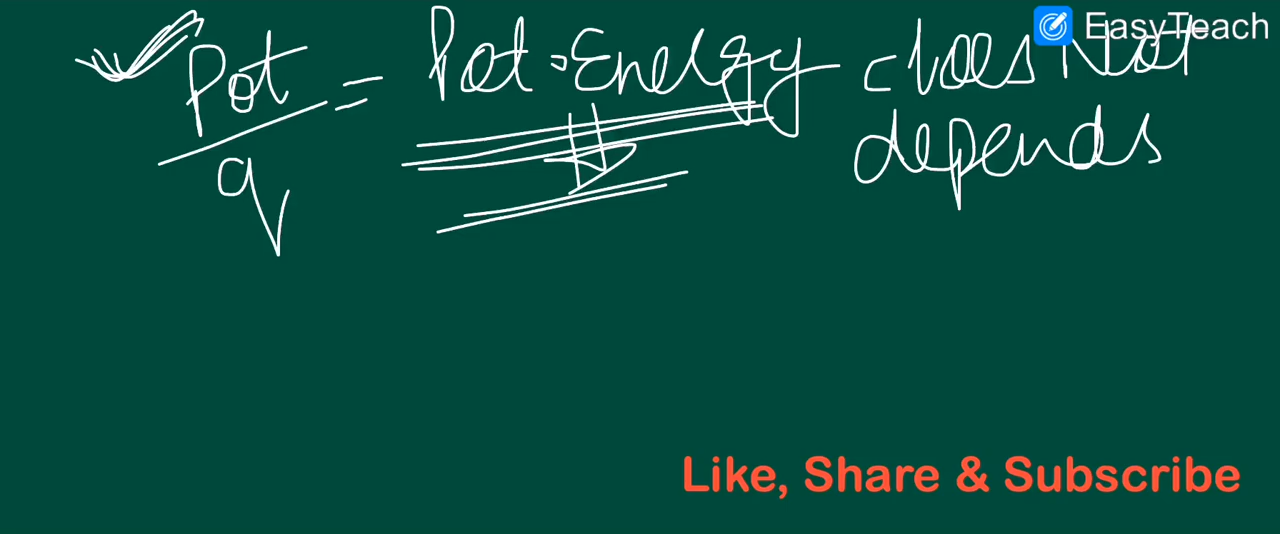 EasyTeach
Pot = Pot. Energy does Not
q depends
Like, Share & Subscribe